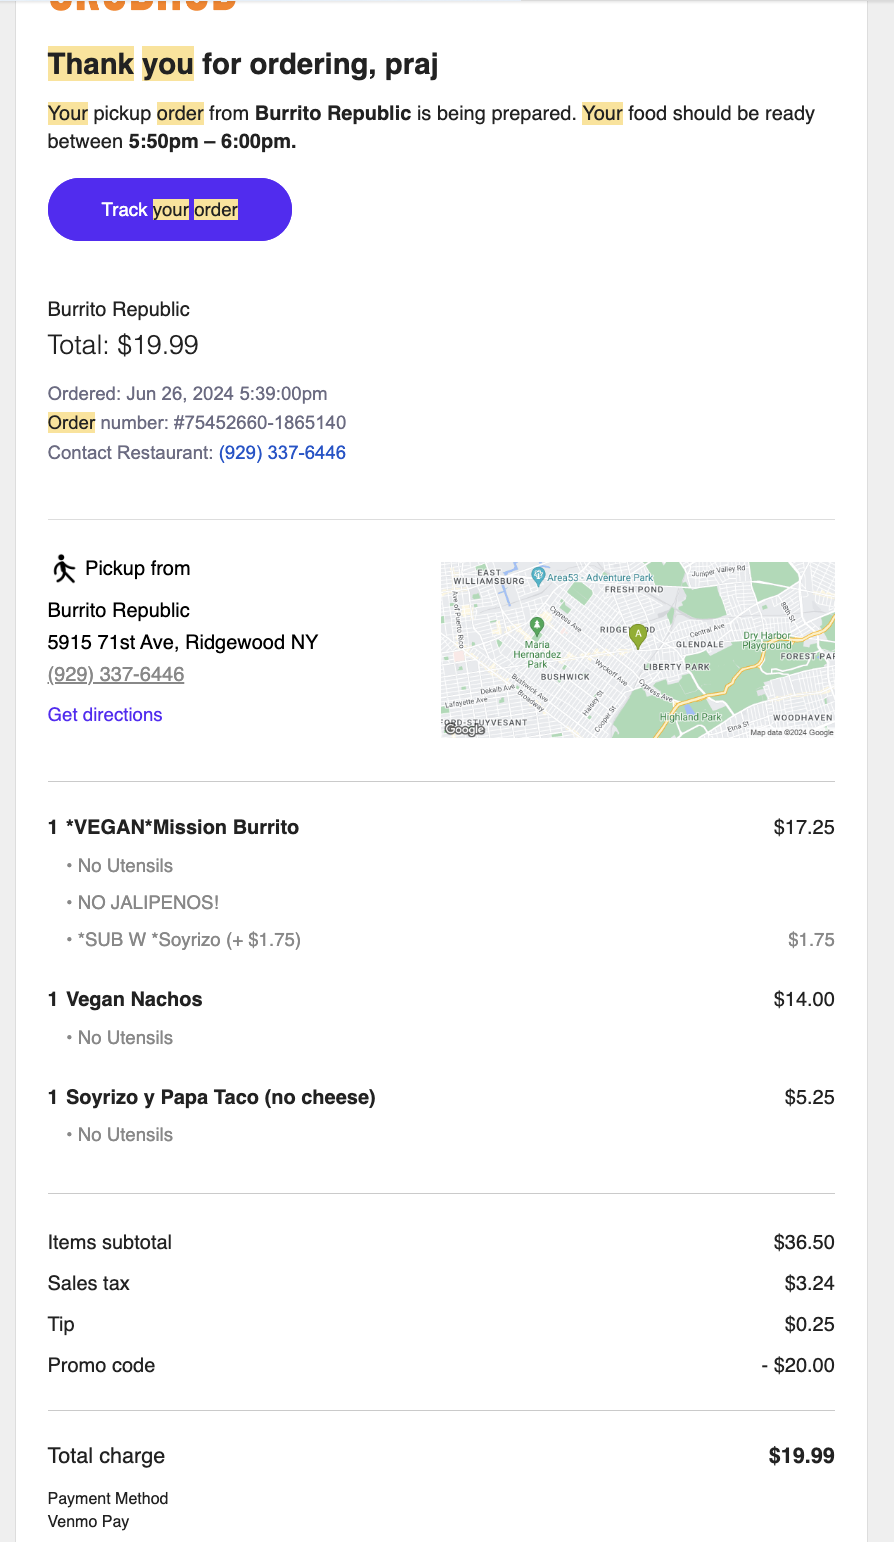 GRUBHUB
Thank you for ordering, praj
Your pickup order from Burrito Republic is being prepared. Your food should be ready
between 5:50pm – 6:00pm.
Track your order
Burrito Republic
Total: $19.99
Ordered: Jun 26, 2024 5:39:00pm
Order number: #75452660-1865140
Contact Restaurant: (929) 337-6446
Pickup from
Burrito Republic
5915 71st Ave, Ridgewood NY
(929) 337-6446
Get directions
EAST
WILLIAMSBURG
Area53 - Adventure Park
Juniper Valley Rd
FRESH POND
Ave of Puerto Rico
Cypress Ave
88th St
Maria
Hernandez
Park
A
Central Ave
GLENDALE
Dry Harbor
Playground
FOREST PAR
LIBERTY PARK
BUSHWICK
Wyckoff Ave
Cypress Ave
Dekalb Ave
Bushwick Ave
Broadway
Lafayette Ave
Halsey St
Cooper St
Highland Park
WOODHAVEN
Etna St
FORD-STUYVESANT
Google
Map data ©2024 Google
1 *VEGAN*Mission Burrito $17.25
• No Utensils
• NO JALIPENOS!
• *SUB W *Soyrizo (+ $1.75) $1.75
1 Vegan Nachos $14.00
• No Utensils
1 Soyrizo y Papa Taco (no cheese) $5.25
• No Utensils
Items subtotal $36.50
Sales tax $3.24
Tip $0.25
Promo code - $20.00
Total charge $19.99
Payment Method
Venmo Pay